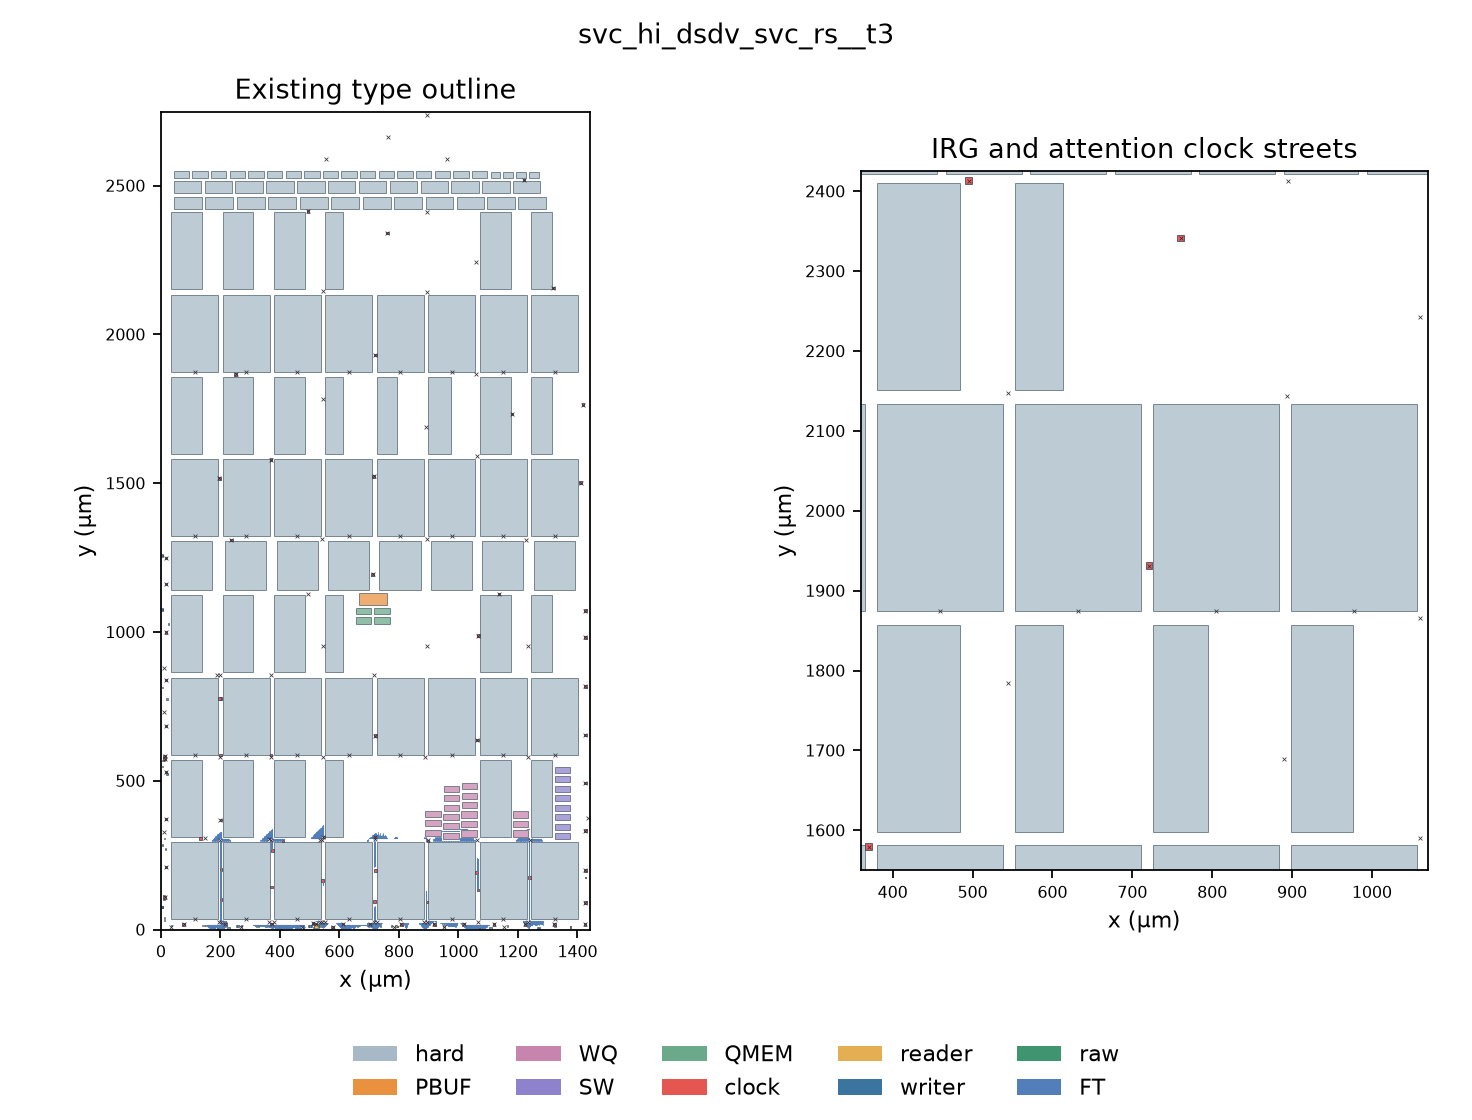 svc_hi_dsdv_svc_rs__t3
Existing type outline
IRG and attention clock streets
2500
2000
1500
1000
500
0
y (µm)
0 200 400 600 800 1000 1200 1400
x (µm)
2400
2300
2200
2100
2000
1900
1800
1700
1600
y (µm)
400 500 600 700 800 900 1000
x (µm)
hard WQ QMEM reader raw
PBUF SW clock writer FT